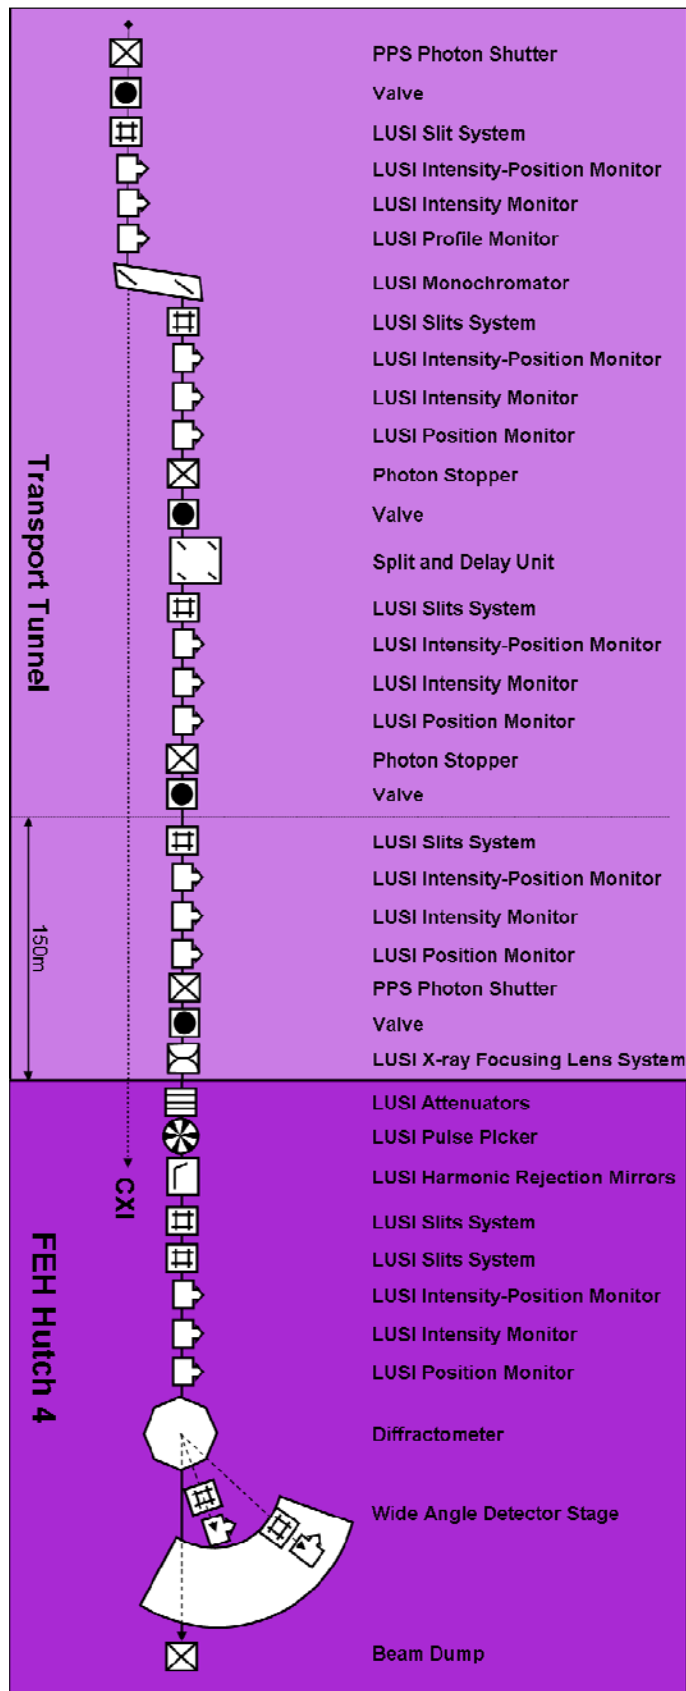 PPS Photon Shutter
Valve
LUSI Slit System
LUSI Intensity-Position Monitor
LUSI Intensity Monitor
LUSI Profile Monitor
LUSI Monochromator
LUSI Slits System
LUSI Intensity-Position Monitor
LUSI Intensity Monitor
LUSI Position Monitor
Photon Stopper
Valve
Split and Delay Unit
LUSI Slits System
LUSI Intensity-Position Monitor
LUSI Intensity Monitor
LUSI Position Monitor
Photon Stopper
Valve
Transport Tunnel
LUSI Slits System
LUSI Intensity-Position Monitor
LUSI Intensity Monitor
LUSI Position Monitor
PPS Photon Shutter
Valve
LUSI X-ray Focusing Lens System
150m
LUSI Attenuators
LUSI Pulse Picker
LUSI Harmonic Rejection Mirrors
CXI
LUSI Slits System
LUSI Slits System
LUSI Intensity-Position Monitor
LUSI Intensity Monitor
LUSI Position Monitor
FEH Hutch 4
Diffractometer
Wide Angle Detector Stage
Beam Dump